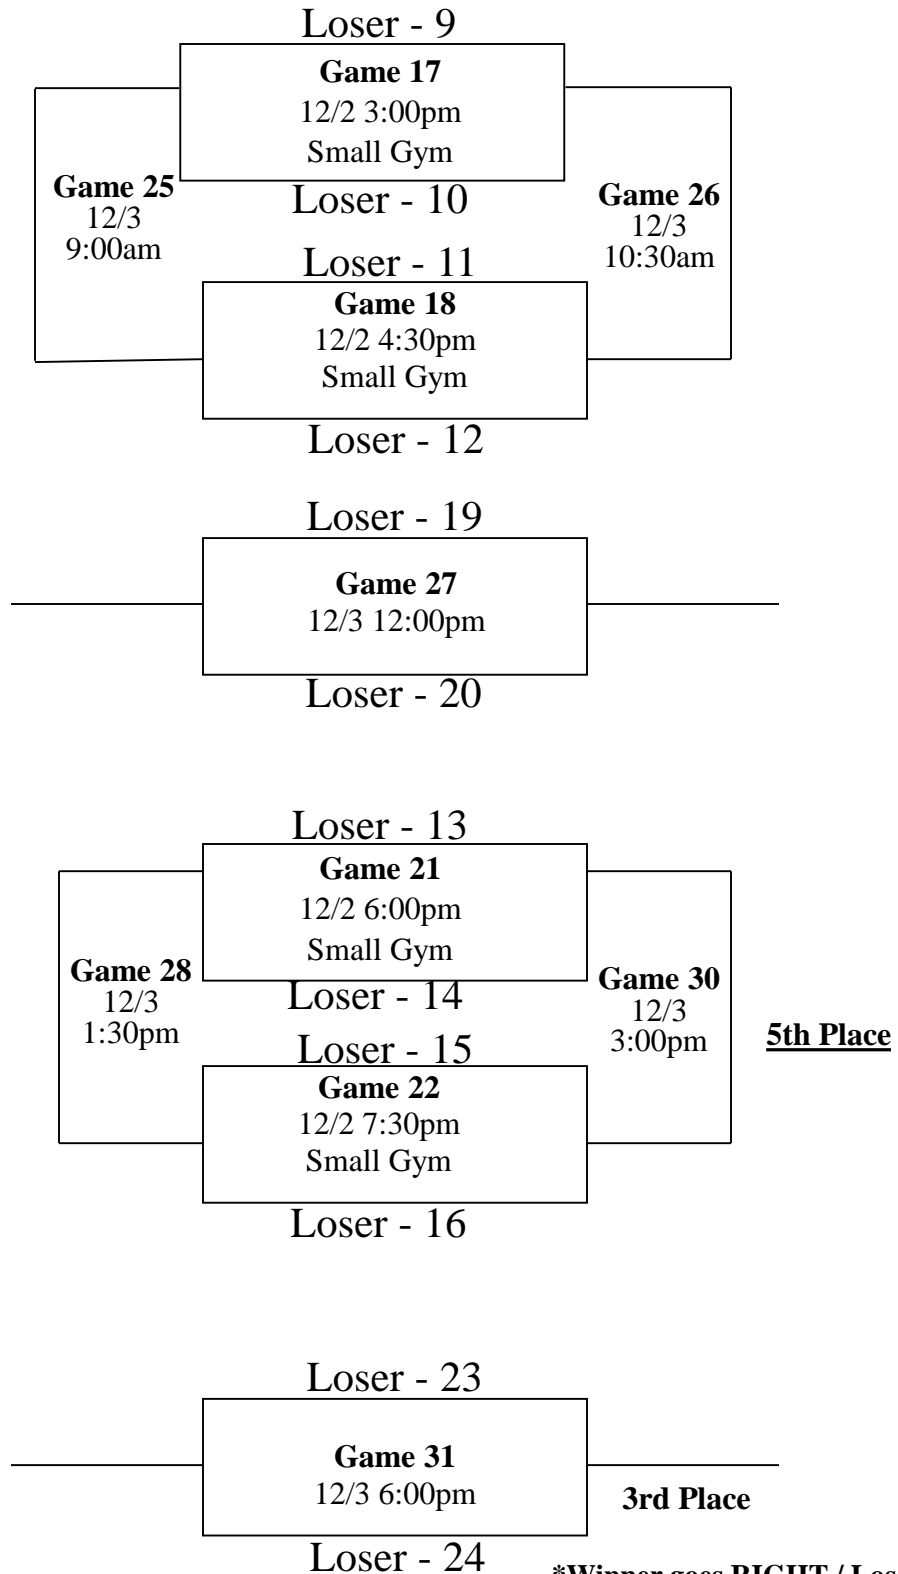 Loser - 9
Game 17
12/2 3:00pm
Small Gym
Loser - 10
Game 25
12/3
9:00am
Game 26
12/3
10:30am
Loser - 11
Game 18
12/2 4:30pm
Small Gym
Loser - 12
Loser - 19
Game 27
12/3 12:00pm
Loser - 20
Loser - 13
Game 21
12/2 6:00pm
Small Gym
Loser - 14
Game 28
12/3
1:30pm
Game 30
12/3
3:00pm
5th Place
Loser - 15
Game 22
12/2 7:30pm
Small Gym
Loser - 16
Loser - 23
Game 31
12/3 6:00pm
3rd Place
Loser - 24
*Winner goes RIGHT / Los